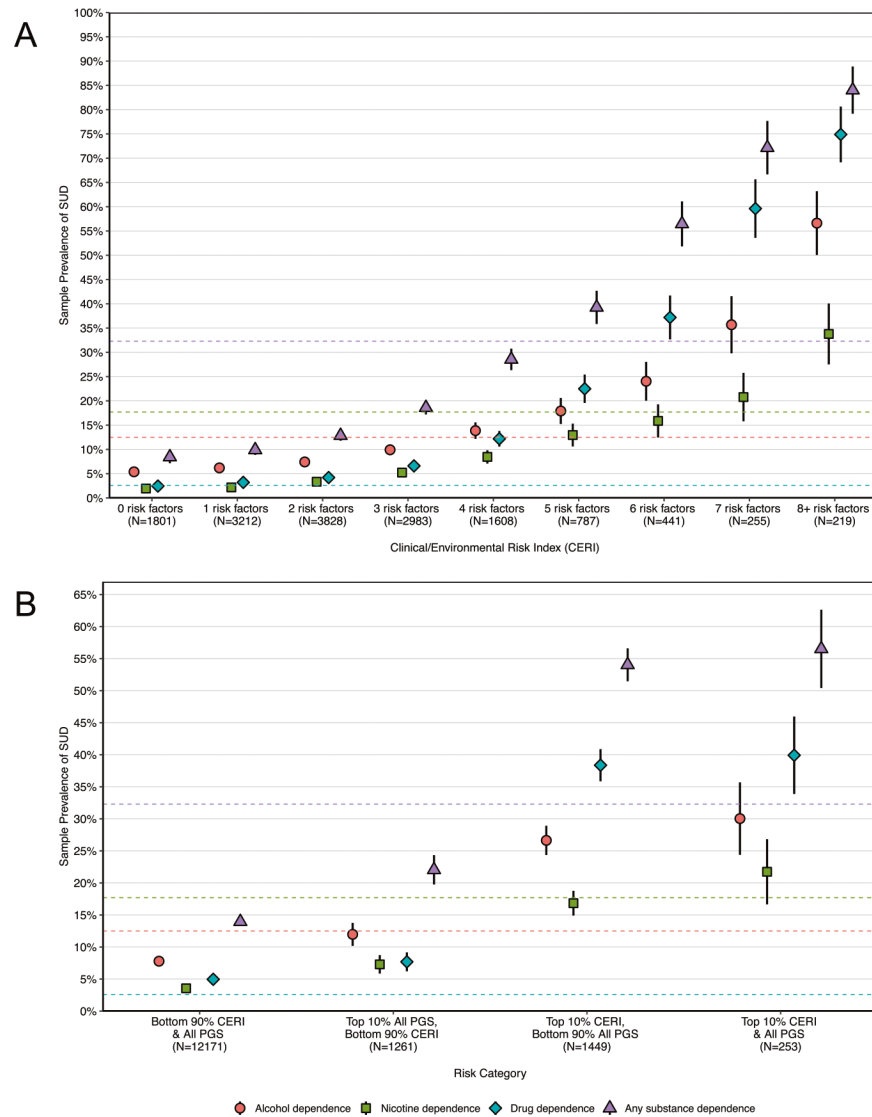 A
100%
95%
90%
85%
80%
75%
70%
65%
60%
55%
50%
45%
40%
35%
30%
25%
20%
15%
10%
5%
0%
Sample Prevalence of SUD
0 risk factors 1 risk factors 2 risk factors 3 risk factors 4 risk factors 5 risk factors 6 risk factors 7 risk factors 8+ risk factors
(N=1801) (N=3212) (N=3828) (N=2983) (N=1608) (N=787) (N=441) (N=255) (N=219)
Clinical/Environmental Risk Index (CERI)
B
65%
60%
55%
50%
45%
40%
35%
30%
25%
20%
15%
10%
5%
0%
Sample Prevalence of SUD
Bottom 90% CERI Top 10% All PGS, Top 10% CERI, Top 10% CERI
& All PGS Bottom 90% CERI Bottom 90% All PGS & All PGS
(N=12171) (N=1261) (N=1449) (N=253)
Risk Category
Alcohol dependence Nicotine dependence Drug dependence Any substance dependence